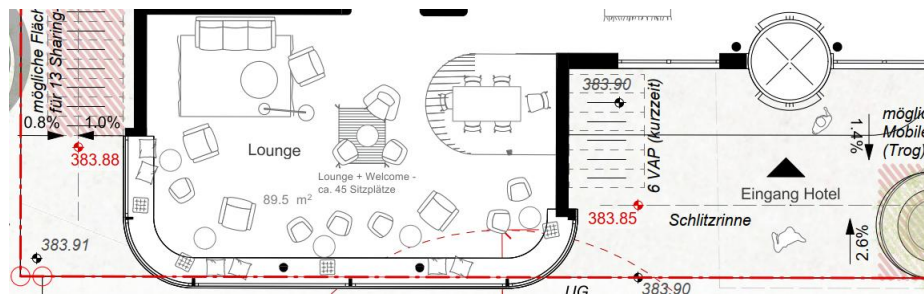 mögliche Fläch
für 13 Sharing-
0.8%
1.0%
383.88
383.91
Lounge
89.5 m²
Lounge + Welcome -
ca. 45 Sitzplätze
383.90
6 VAP (kurzzeit)
383.85
Schlitzrinne
Eingang Hotel
1.4%
2.9%
mögli
Mobile
(Trog)
UG
383.90